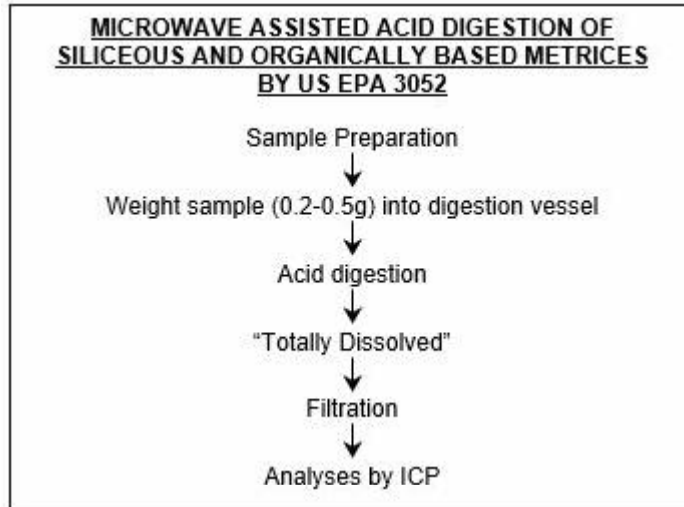 MICROWAVE ASSISTED ACID DIGESTION OF
SILICEOUS AND ORGANICALLY BASED METRICES
BY US EPA 3052
Sample Preparation
Weight sample (0.2-0.5g) into digestion vessel
Acid digestion
“Totally Dissolved”
Filtration
Analyses by ICP